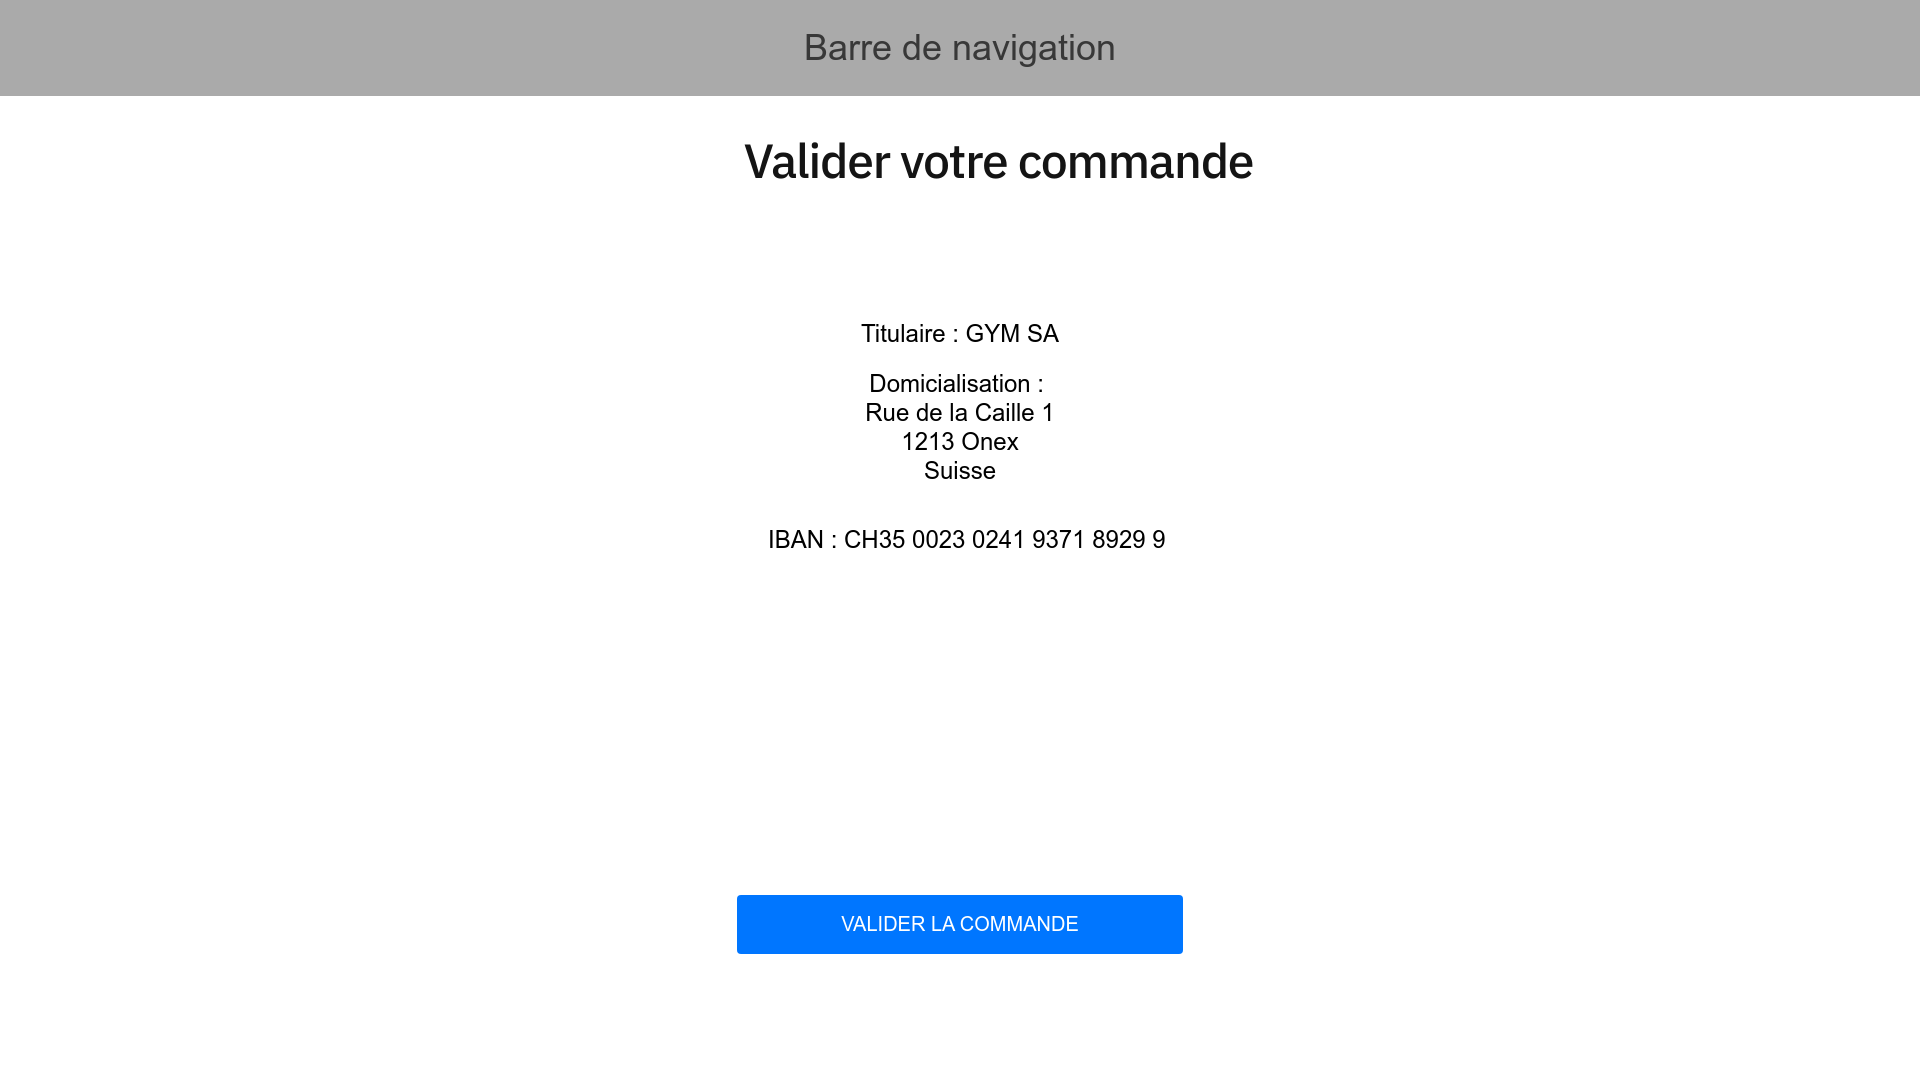 Barre de navigation
Valider votre commande
Titulaire : GYM SA
Domicialisation :
Rue de la Caille 1
1213 Onex
Suisse
IBAN : CH35 0023 0241 9371 8929 9
VALIDER LA COMMANDE